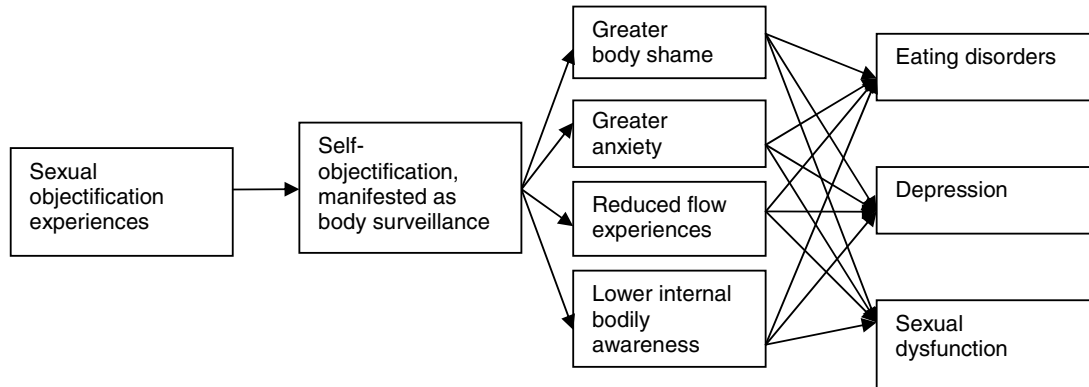 Sexual
objectification
experiences
Self-
objectification,
manifested as
body surveillance
Greater
body shame
Greater
anxiety
Reduced flow
experiences
Lower internal
bodily
awareness
Eating disorders
Depression
Sexual
dysfunction